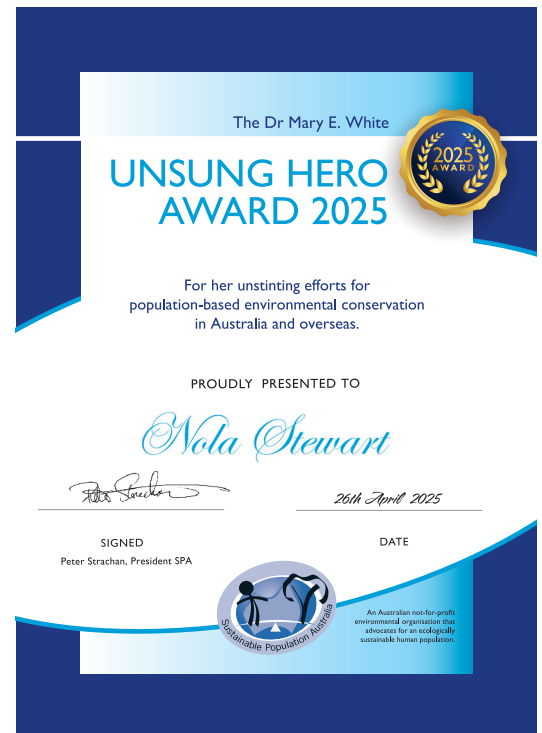 The Dr Mary E. White
UNSUNG HERO
AWARD 2025
2025
AWARD
For her unstinting efforts for
population-based environmental conservation
in Australia and overseas.
PROUDLY PRESENTED TO
Nola Stewart
Peter Strachan
26th April 2025
SIGNED
DATE
Peter Strachan, President SPA
Sustainable Population Australia
An Australian not-for-profit
environmental organisation that
advocates for an ecologically
sustainable human population.